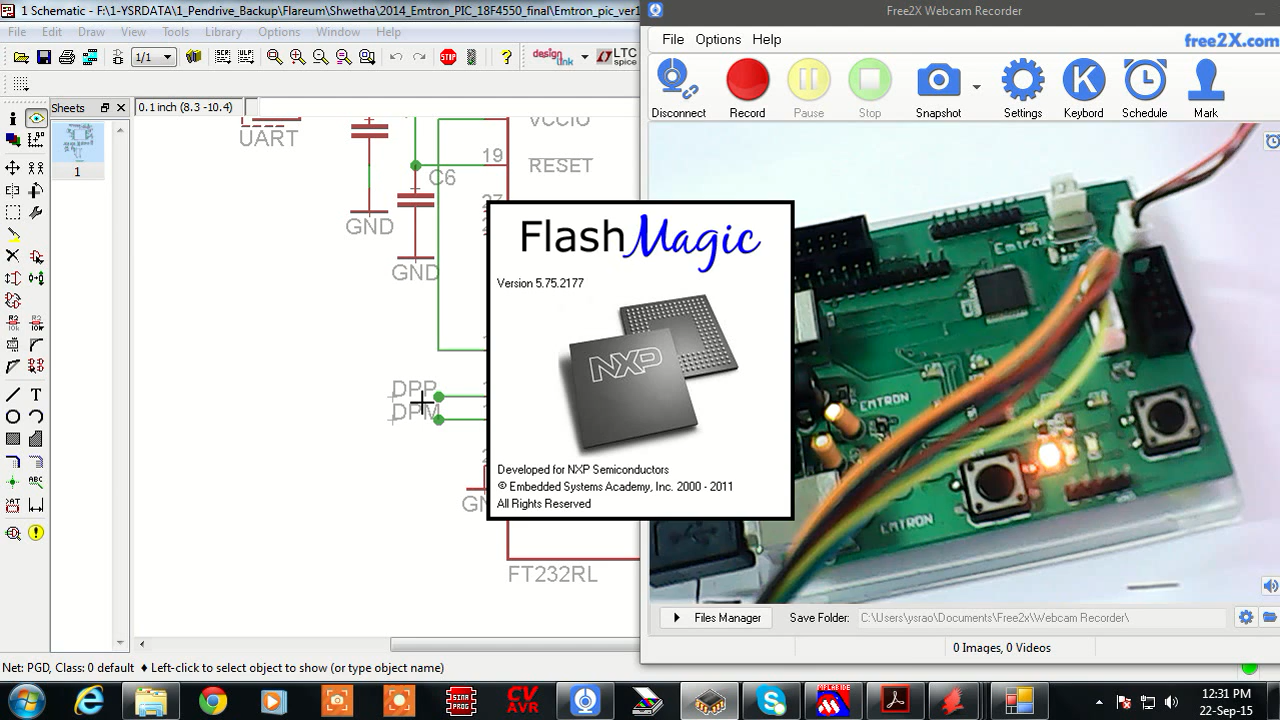 1 Schematic - F:\1-YSRDATA\1_Pendrive_Backup\Flareum\Shwetha\2014_Emtron_PIC_18F4550_final\Emtron_pic_ver1
File Edit View Draw Tools Library Options Window Help
1/1
design link
LTC spice
Sheets
0.1 inch (8.3 -10.4)
1
UART
VCCIO
19
RESET
C6
27
GND
GND
DPP
DPM
FT232RL
Free2X Webcam Recorder
File Options Help
free2X.com
Disconnect Record Pause Stop Snapshot Settings Keybord Schedule Mark
K
EMTRON
EMTRON
FlashMagic
Version 5.75.2177
NXP
Developed for NXP Semiconductors
© Embedded Systems Academy, Inc. 2000 - 2011
All Rights Reserved
Files Manager
Save Folder:
C:\Users\ysrao\Documents\Free2x\Webcam Recorder\
0 Images, 0 Videos
Net: PGD, Class: 0 default ♦ Left-click to select object to show (or type object name)
SINA PROG
CV AVR
MPLAB IDE
12:31 PM
22-Sep-15